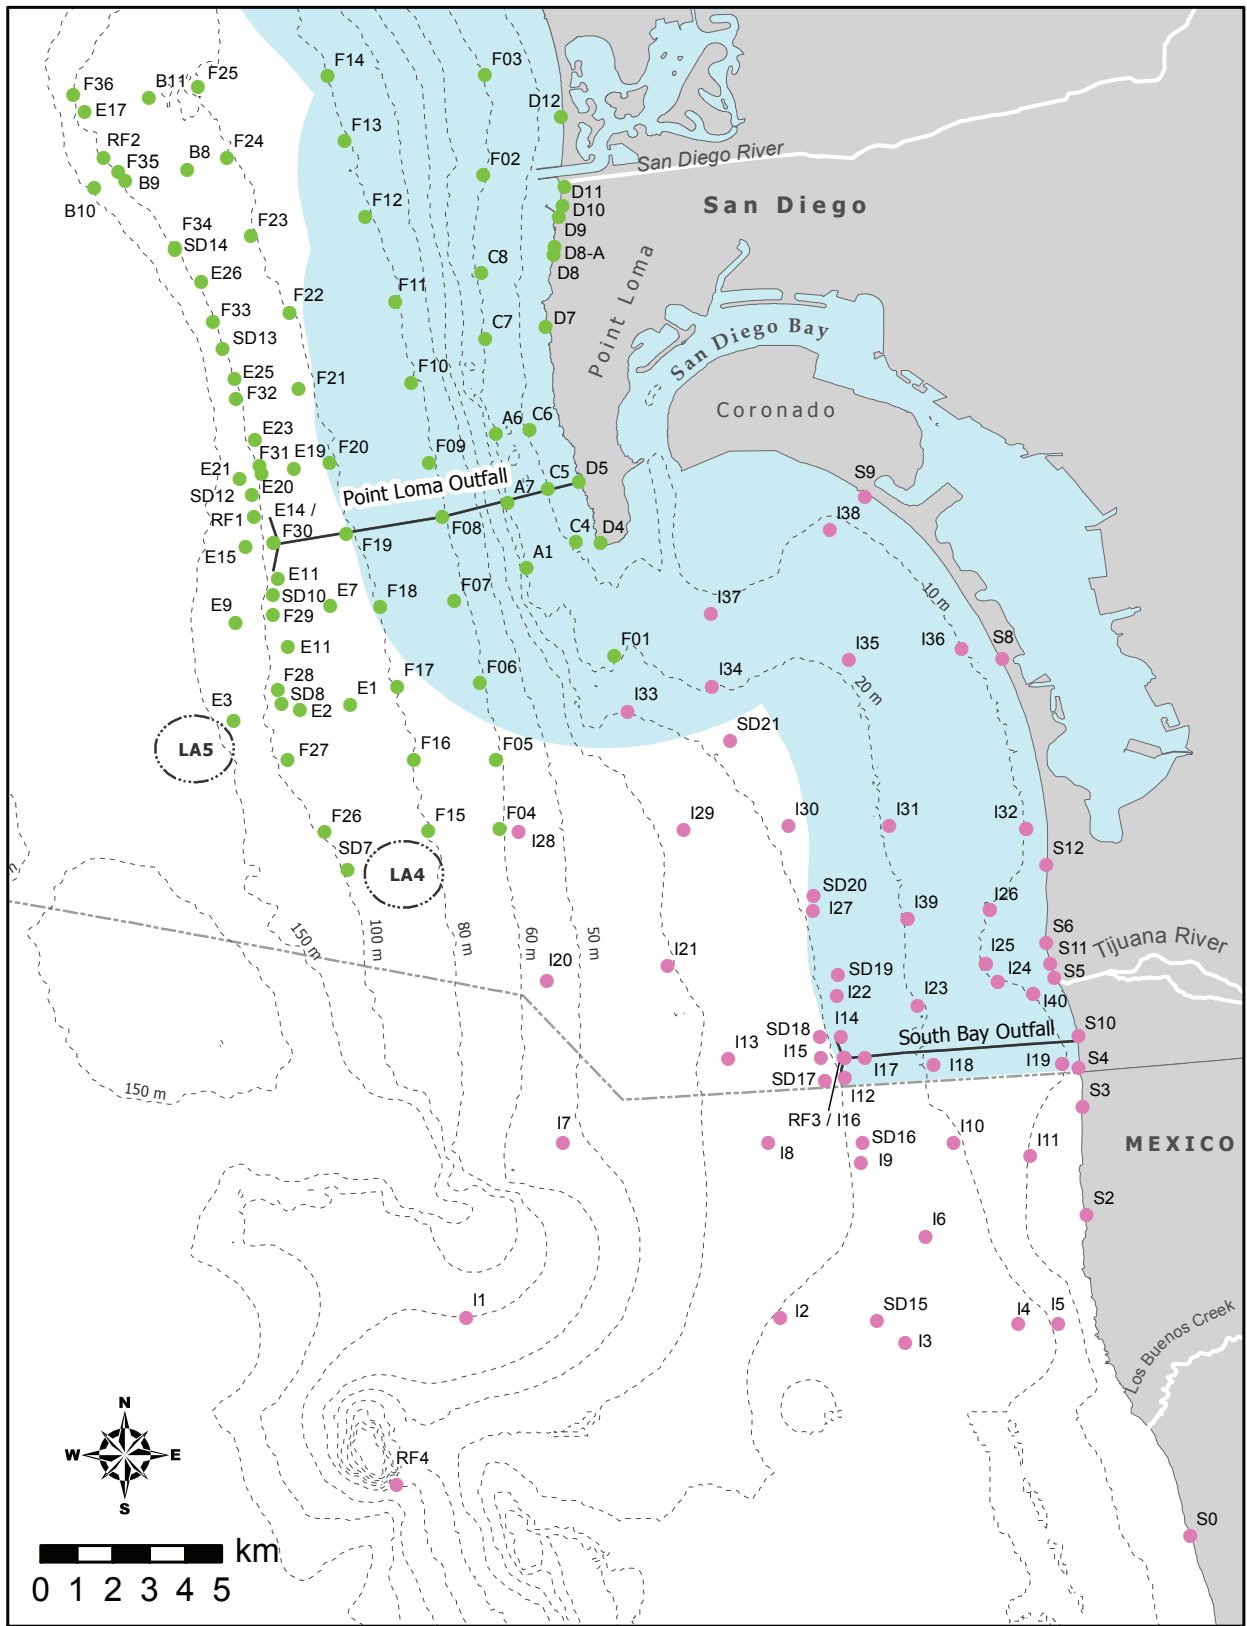 F14
F03
F25
B11
F36
E17
D12
F13
San Diego River
RF2
F24
F35
B8
F02
B9
D11
B10
D10
San Diego
F12
D9
F34
F23
SD14
D8-A
C8
D8
E26
Point Loma
F11
F22
F33
D7
SD13
C7
San Diego Bay
E25
F10
F21
F32
Coronado
A6
C6
E23
F31
E19
F20
F09
S9
E21
E20
Point Loma Outfall
C5
D5
SD12
A7
E14 /
RF1
F30
F08
I38
F19
C4
D4
E15
A1
E11
10 m
SD10
E7
F18
F07
E9
F29
I37
E11
F01
I36
S8
I35
F28
F17
F06
I34
20 m
SD8
E1
E3
E2
I33
SD21
LA5
F27
F16
F05
F26
F15
F04
I28
I29
I30
I31
I32
SD7
S12
LA4
m
SD20
I27
I39
I26
150 m
100 m
80 m
60 m
50 m
S6
Tijuana River
I20
I21
I25
S11
SD19
I24
S5
I22
I23
I40
I14
SD18
South Bay Outfall
S10
I13
I15
I17
I18
I19
S4
SD17
I12
150 m
RF3 / I16
S3
I7
I8
SD16
I10
I11
MEXICO
I9
S2
I6
I1
I2
SD15
I4
I5
I3
Los Buenos Creek
N
W
E
S
RF4
S0
km
0 1 2 3 4 5